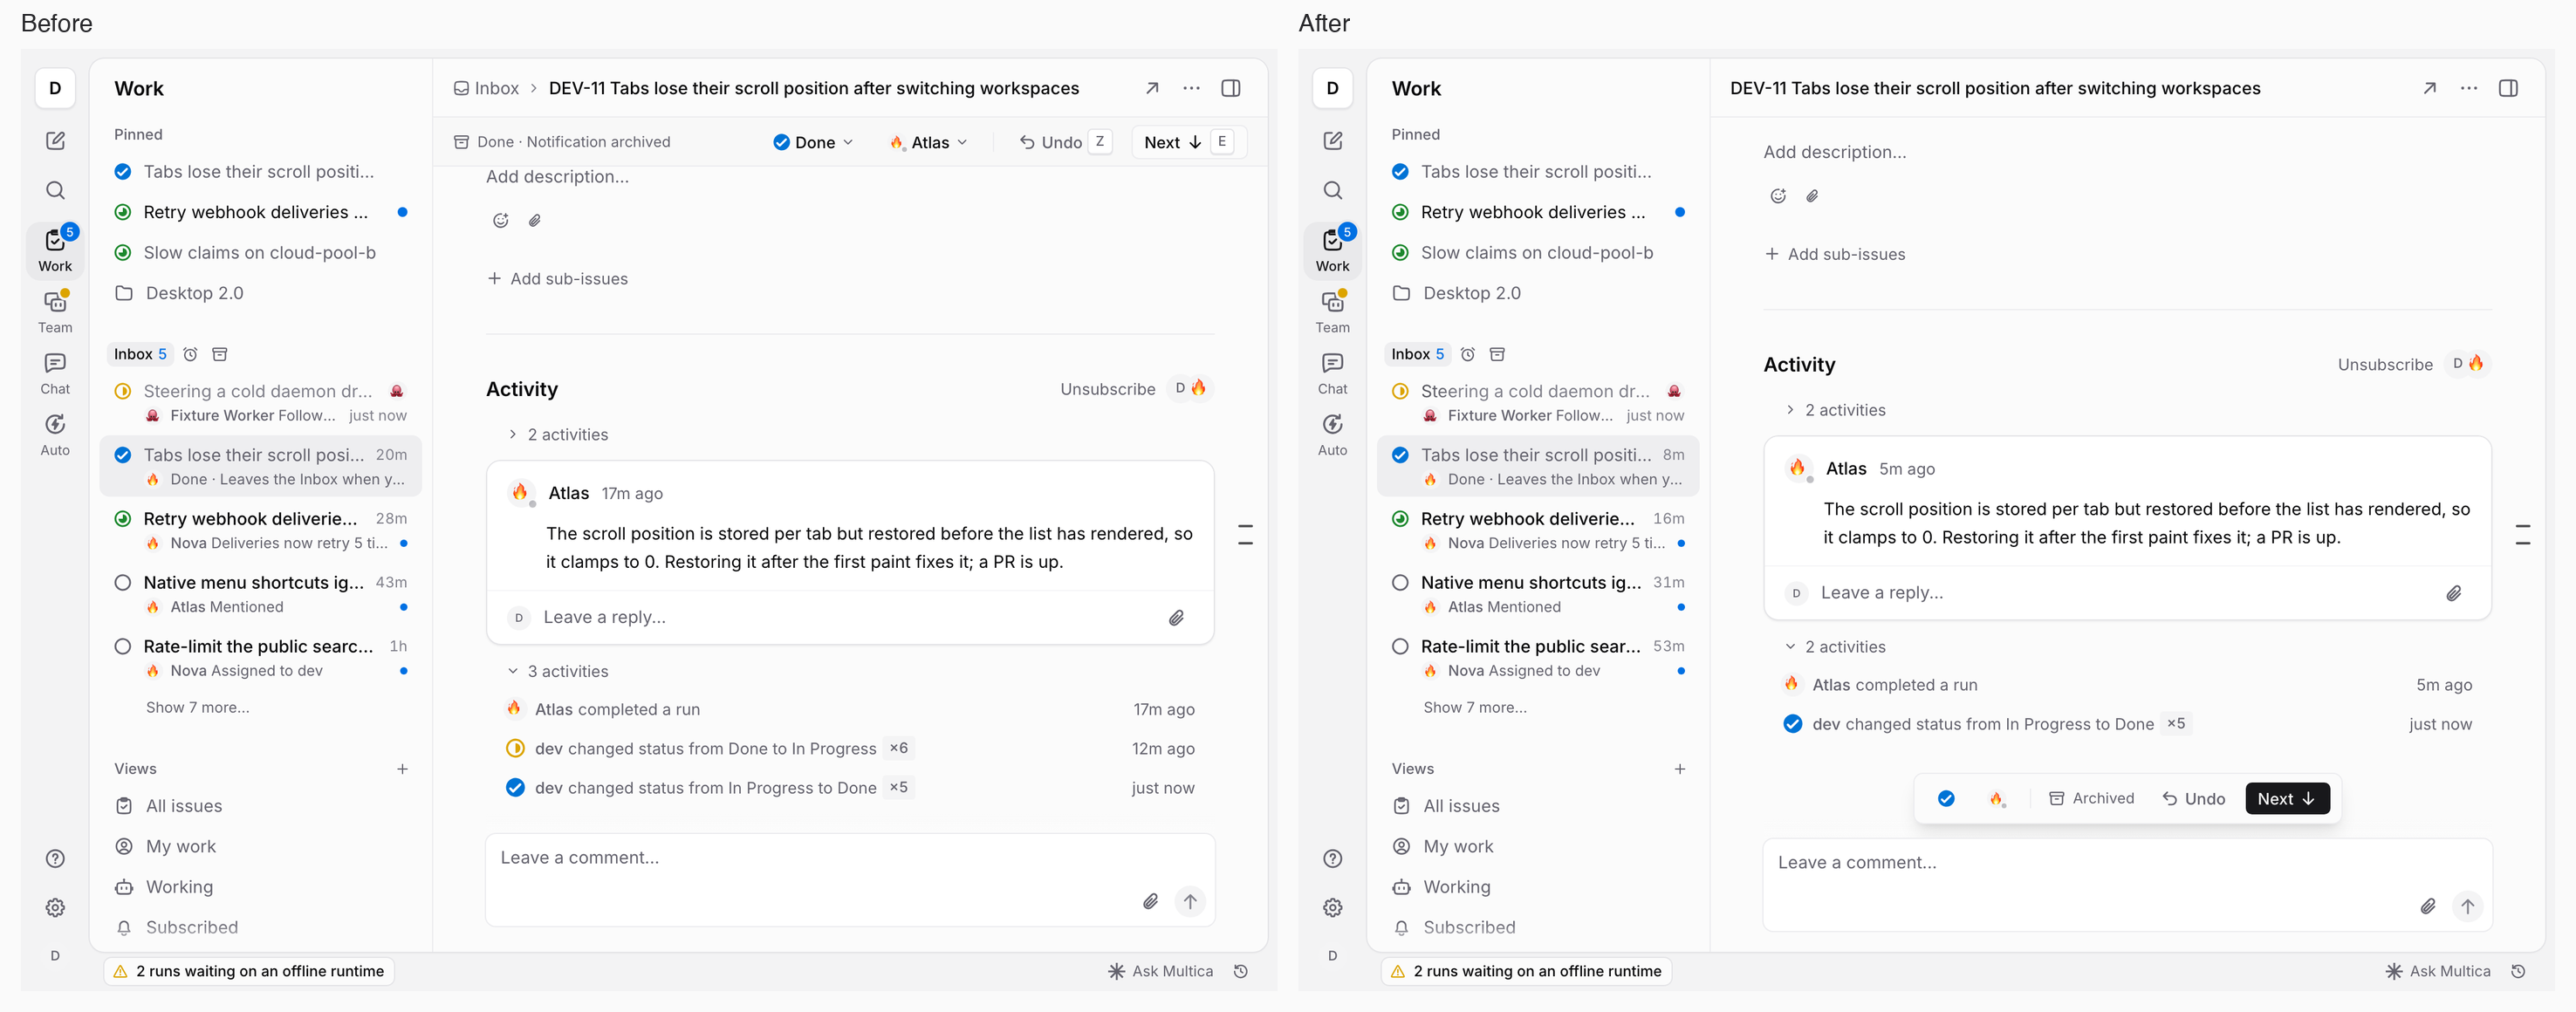 Before
D
5
Work
Team
Chat
Auto
D
Work
Pinned
Tabs lose their scroll positi...
Retry webhook deliveries ...
Slow claims on cloud-pool-b
Desktop 2.0
Inbox 5
Steering a cold daemon dr...
Fixture Worker Follow... just now
Tabs lose their scroll posi... 20m
Done · Leaves the Inbox when y...
Retry webhook deliverie... 28m
Nova Deliveries now retry 5 ti...
Native menu shortcuts ig... 43m
Atlas Mentioned
Rate-limit the public searc... 1h
Nova Assigned to dev
Show 7 more...
Views
All issues
My work
Working
Subscribed
Inbox › DEV-11 Tabs lose their scroll position after switching workspaces
Done · Notification archived Done Atlas Undo Z Next ↓ E
Add description...
+ Add sub-issues
Activity Unsubscribe D
2 activities
Atlas 17m ago
The scroll position is stored per tab but restored before the list has rendered, so
it clamps to 0. Restoring it after the first paint fixes it; a PR is up.
D Leave a reply...
3 activities
Atlas completed a run 17m ago
dev changed status from Done to In Progress ×6 12m ago
dev changed status from In Progress to Done ×5 just now
Leave a comment...
2 runs waiting on an offline runtime
Ask Multica
After
D
5
Work
Team
Chat
Auto
D
Work
Pinned
Tabs lose their scroll positi...
Retry webhook deliveries ...
Slow claims on cloud-pool-b
Desktop 2.0
Inbox 5
Steering a cold daemon dr...
Fixture Worker Follow... just now
Tabs lose their scroll positi... 8m
Done · Leaves the Inbox when y...
Retry webhook deliverie... 16m
Nova Deliveries now retry 5 ti...
Native menu shortcuts ig... 31m
Atlas Mentioned
Rate-limit the public sear... 53m
Nova Assigned to dev
Show 7 more...
Views
All issues
My work
Working
Subscribed
DEV-11 Tabs lose their scroll position after switching workspaces
Add description...
+ Add sub-issues
Activity Unsubscribe D
2 activities
Atlas 5m ago
The scroll position is stored per tab but restored before the list has rendered, so
it clamps to 0. Restoring it after the first paint fixes it; a PR is up.
D Leave a reply...
2 activities
Atlas completed a run 5m ago
dev changed status from In Progress to Done ×5 just now
Archived Undo Next ↓
Leave a comment...
2 runs waiting on an offline runtime
Ask Multica